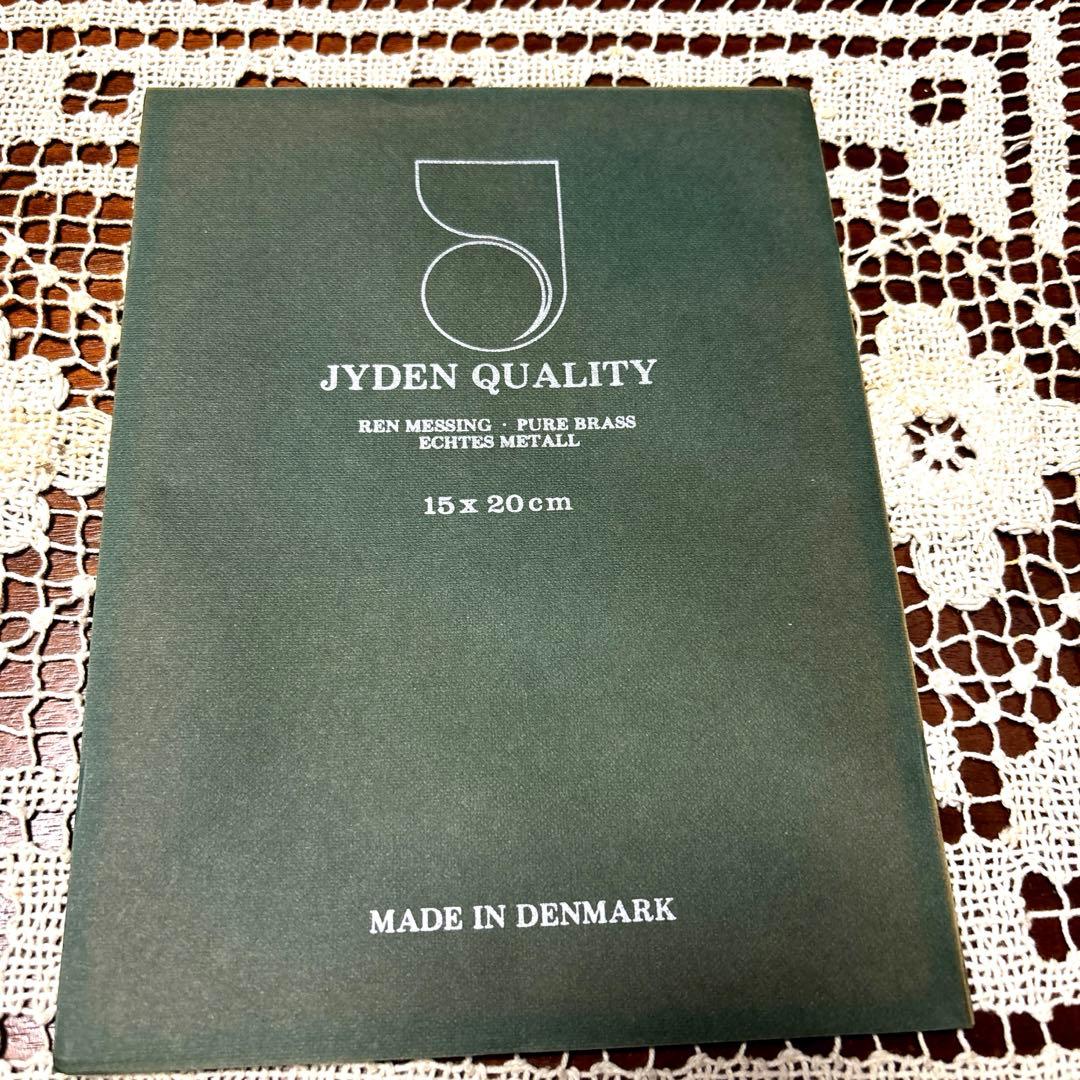 JYDEN QUALITY
REN MESSING · PURE BRASS
ECHTES METALL
15 x 20 cm
MADE IN DENMARK